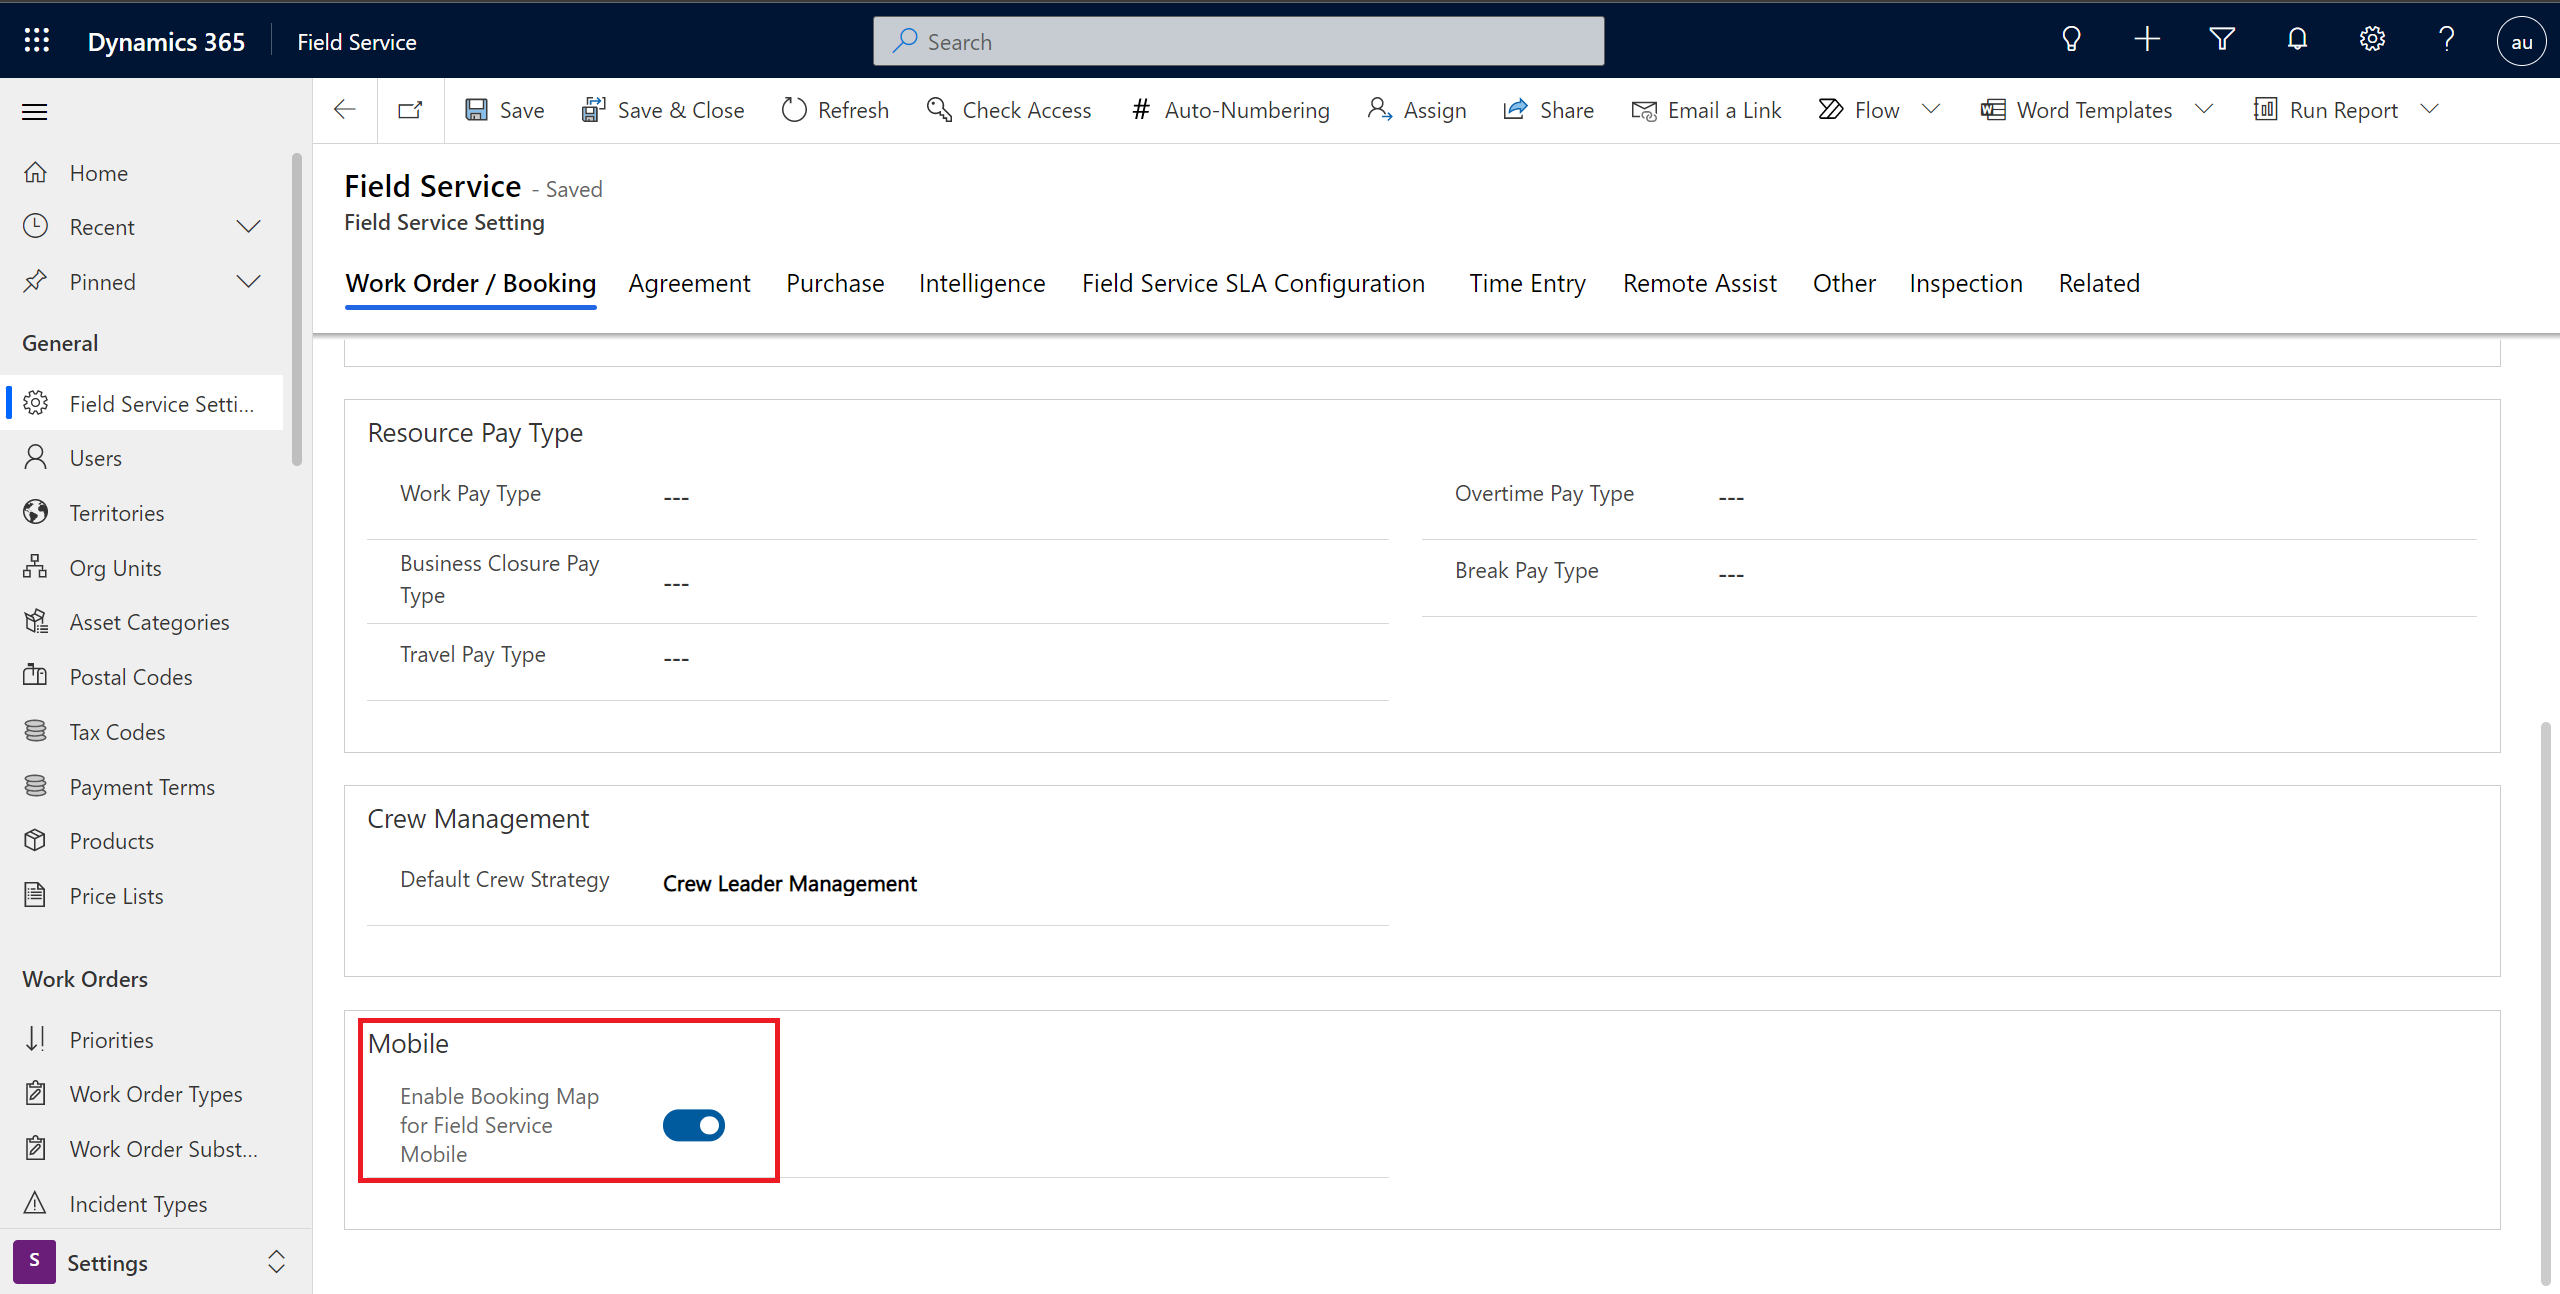 Dynamics 365
Field Service
Search
au
Save
Save & Close
Refresh
Check Access
# Auto-Numbering
Assign
Share
Email a Link
Flow
Word Templates
Run Report
Home
Recent
Pinned
General
Field Service Setti...
Users
Territories
Org Units
Asset Categories
Postal Codes
Tax Codes
Payment Terms
Products
Price Lists
Work Orders
Priorities
Work Order Types
Work Order Subst...
Incident Types
S
Settings
Field Service - Saved
Field Service Setting
Work Order / Booking
Agreement
Purchase
Intelligence
Field Service SLA Configuration
Time Entry
Remote Assist
Other
Inspection
Related
Resource Pay Type
Work Pay Type
---
Overtime Pay Type
---
Business Closure Pay
Type
---
Break Pay Type
---
Travel Pay Type
---
Crew Management
Default Crew Strategy
Crew Leader Management
Mobile
Enable Booking Map
for Field Service
Mobile